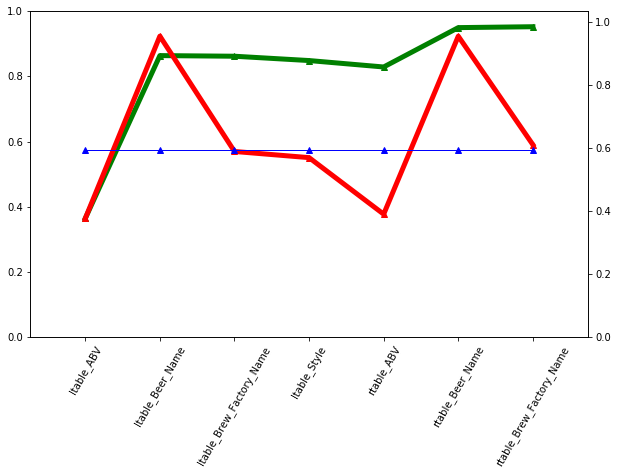 1.0
0.8
0.6
0.4
0.2
0.0
1.0
0.8
0.6
0.4
0.2
0.0
ltable_ABV
ltable_Beer_Name
ltable_Brew_Factory_Name
ltable_Style
rtable_ABV
rtable_Beer_Name
rtable_Brew_Factory_Name